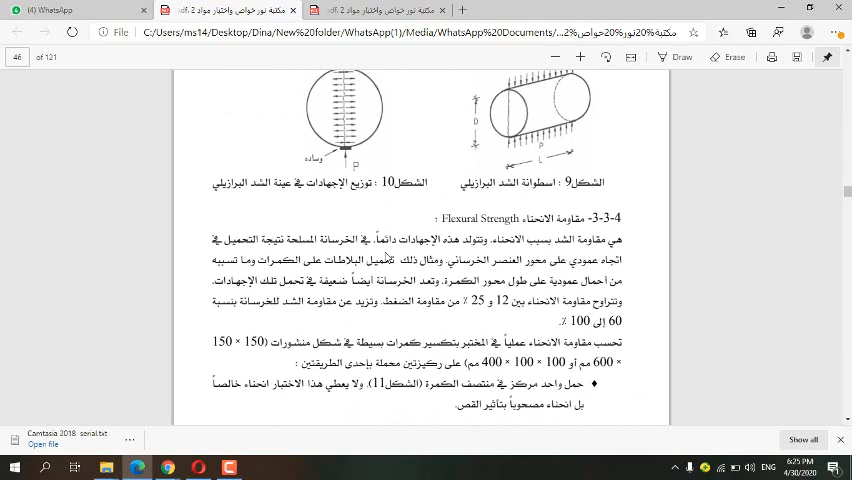 (4) WhatsApp
مكتبة نور خواص واختبار مواد 2 .pdf
مكتبة نور خواص واختبار مواد 2 .pdf
File
C:/Users/ms14/Desktop/Dina/New%20folder/WhatsApp(1)/Media/WhatsApp%20Documents/مكتبة%20نور%20خواص%2...
46 of 121
Draw
Erase
وساده
P
D
P
L
الشكل9 : اسطوانة الشد البرازيلي
الشكل10 : توزيع الإجهادات في عينة الشد البرازيلي
3-3-4- مقاومة الانحناء Flexural Strength :
هي مقاومة الشد بسبب الانحناء. وتتولد هذه الإجهادات دائماً. في الخرسانة المسلحة نتيجة التحميل في
اتجاه عمودي على محور العنصر الخرساني. ومثال ذلك تحميل البلاطات على الكمرات وما تسببه
من أحمال عمودية على طول محور الكمرة. وتعد الخرسانة أيضاً ضعيفة في تحمل تلك الإجهادات.
وتتراوح مقاومة الانحناء بين 12 و 25 ٪ من مقاومة الضغط. وتزيد عن مقاومة الشد للخرسانة بنسبة
60 إلى 100 ٪.
تحسب مقاومة الانحناء عملياً في المختبر بتكسير كمرات بسيطة في شكل منشورات (150 × 150
× 600 مم أو 100 × 100 × 400 مم) على ركيزتين محملة بإحدى الطريقتين :
♦ حمل واحد مركز في منتصف الكمرة (الشكل11). ولا يعطي هذا الاختبار انحناء خالصاً
بل انحناء مصحوباً بتأثير القص.
Camtasia 2018 serial.txt
Open file
...
Show all
ENG
6:25 PM
4/30/2020